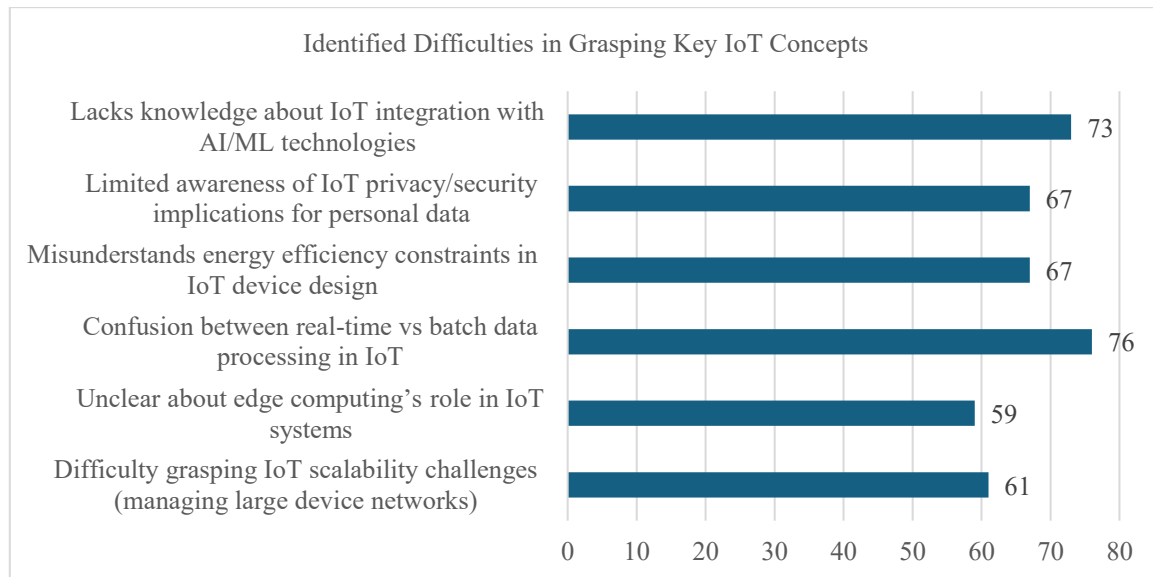 Identified Difficulties in Grasping Key IoT Concepts
Lacks knowledge about IoT integration with
AI/ML technologies
73
Limited awareness of IoT privacy/security
implications for personal data
67
Misunderstands energy efficiency constraints in
IoT device design
67
Confusion between real-time vs batch data
processing in IoT
76
Unclear about edge computing’s role in IoT
systems
59
Difficulty grasping IoT scalability challenges
(managing large device networks)
61
0 10 20 30 40 50 60 70 80